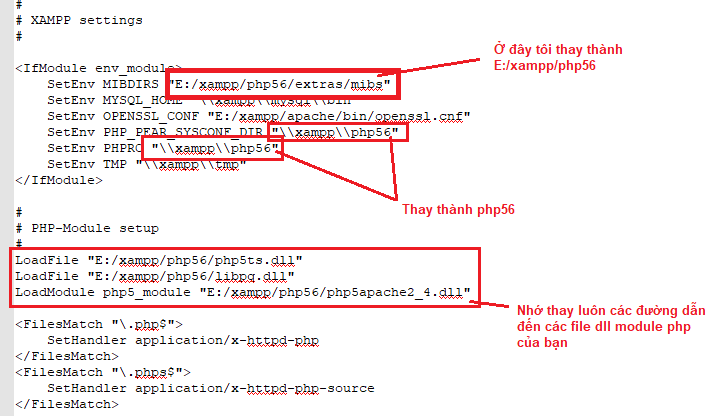 #
# XAMPP settings
#
Ở đây tôi thay thành
E:/xampp/php56
<IfModule env_module>
SetEnv MIBDIRS "E:/xampp/php56/extras/mibs"
SetEnv MYSQL_HOME "\\xampp\\mysql\\bin"
SetEnv OPENSSL_CONF "E:/xampp/apache/bin/openssl.cnf"
SetEnv PHP_PEAR_SYSCONF_DIR "\\xampp\\php56"
SetEnv PHPRC "\\xampp\\php56"
SetEnv TMP "\\xampp\\tmp"
</IfModule>
Thay thành php56
#
# PHP-Module setup
#
LoadFile "E:/xampp/php56/php5ts.dll"
LoadFile "E:/xampp/php56/libpq.dll"
LoadModule php5_module "E:/xampp/php56/php5apache2_4.dll"
Nhớ thay luôn các đường dẫn
đến các file dll module php
của bạn
<FilesMatch "\.php$">
SetHandler application/x-httpd-php
</FilesMatch>
<FilesMatch "\.phps$">
SetHandler application/x-httpd-php-source
</FilesMatch>